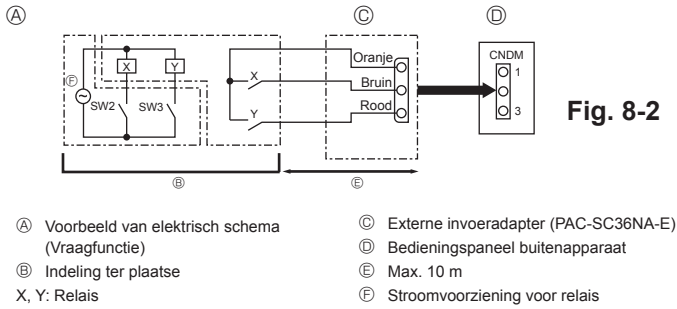 Ⓐ Ⓒ Ⓓ
Oranje
Bruin
Rood
X Y
Ⓕ
SW2 SW3
X
Y
CNDM
1
3
Fig. 8-2
Ⓑ Ⓔ
Ⓐ Voorbeeld van elektrisch schema
(Vraagfunctie)
Ⓑ Indeling ter plaatse
X, Y: Relais
Ⓒ Externe invoeradapter (PAC-SC36NA-E)
Ⓓ Bedieningspaneel buitenapparaat
Ⓔ Max. 10 m
Ⓕ Stroomvoorziening voor relais